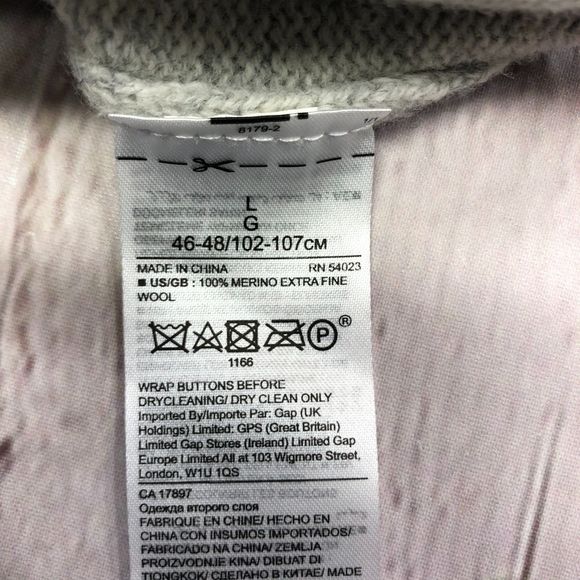 8179-2
1/7
L
G
46-48/102-107CM
MADE IN CHINA RN 54023
■ US/GB : 100% MERINO EXTRA FINE
WOOL
P ®
1166
WRAP BUTTONS BEFORE
DRYCLEANING/ DRY CLEAN ONLY
Imported By/Importe Par: Gap (UK
Holdings) Limited: GPS (Great Britain)
Limited Gap Stores (Ireland) Limited Gap
Europe Limited All at 103 Wigmore Street,
London, W1U 1QS
CA 17897
Одежда второго слоя
FABRIQUE EN CHINE/ HECHO EN
CHINA CON INSUMOS IMPORTADOS/
FABRICADO NA CHINA/ ZEMLJA
PROIZVODNJE KINA/ DIBUAT DI
TIONGKOK/ СДЕЛАНО В КИТАЕ/ MADE